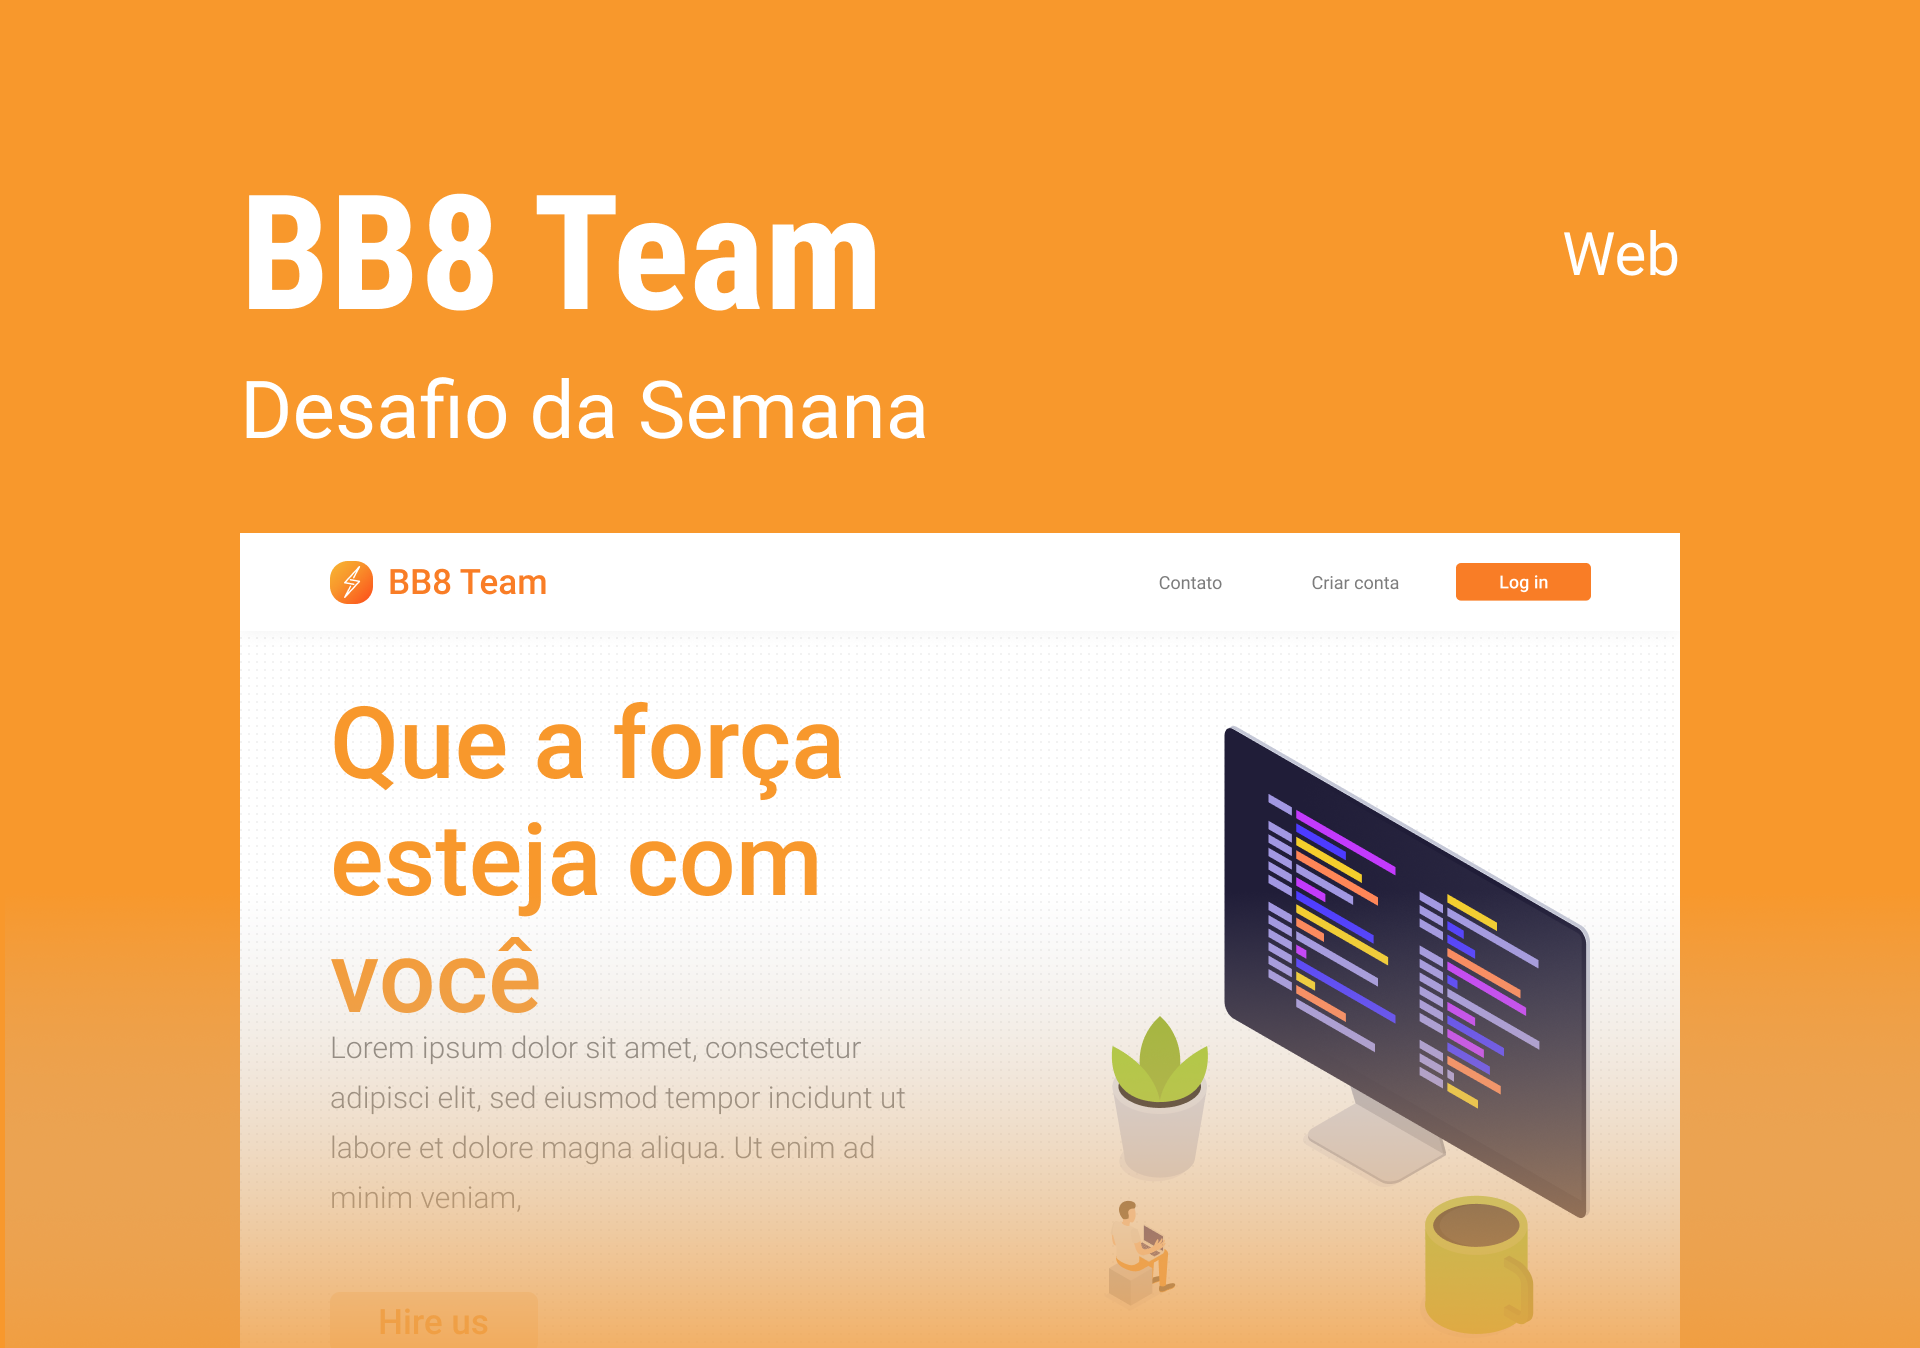 BB8 Team
Web
Desafio da Semana
BB8 Team
Contato
Criar conta
Log in
Que a força
esteja com
você
Lorem ipsum dolor sit amet, consectetur
adipisci elit, sed eiusmod tempor incidunt ut
labore et dolore magna aliqua. Ut enim ad
minim veniam,
Hire us